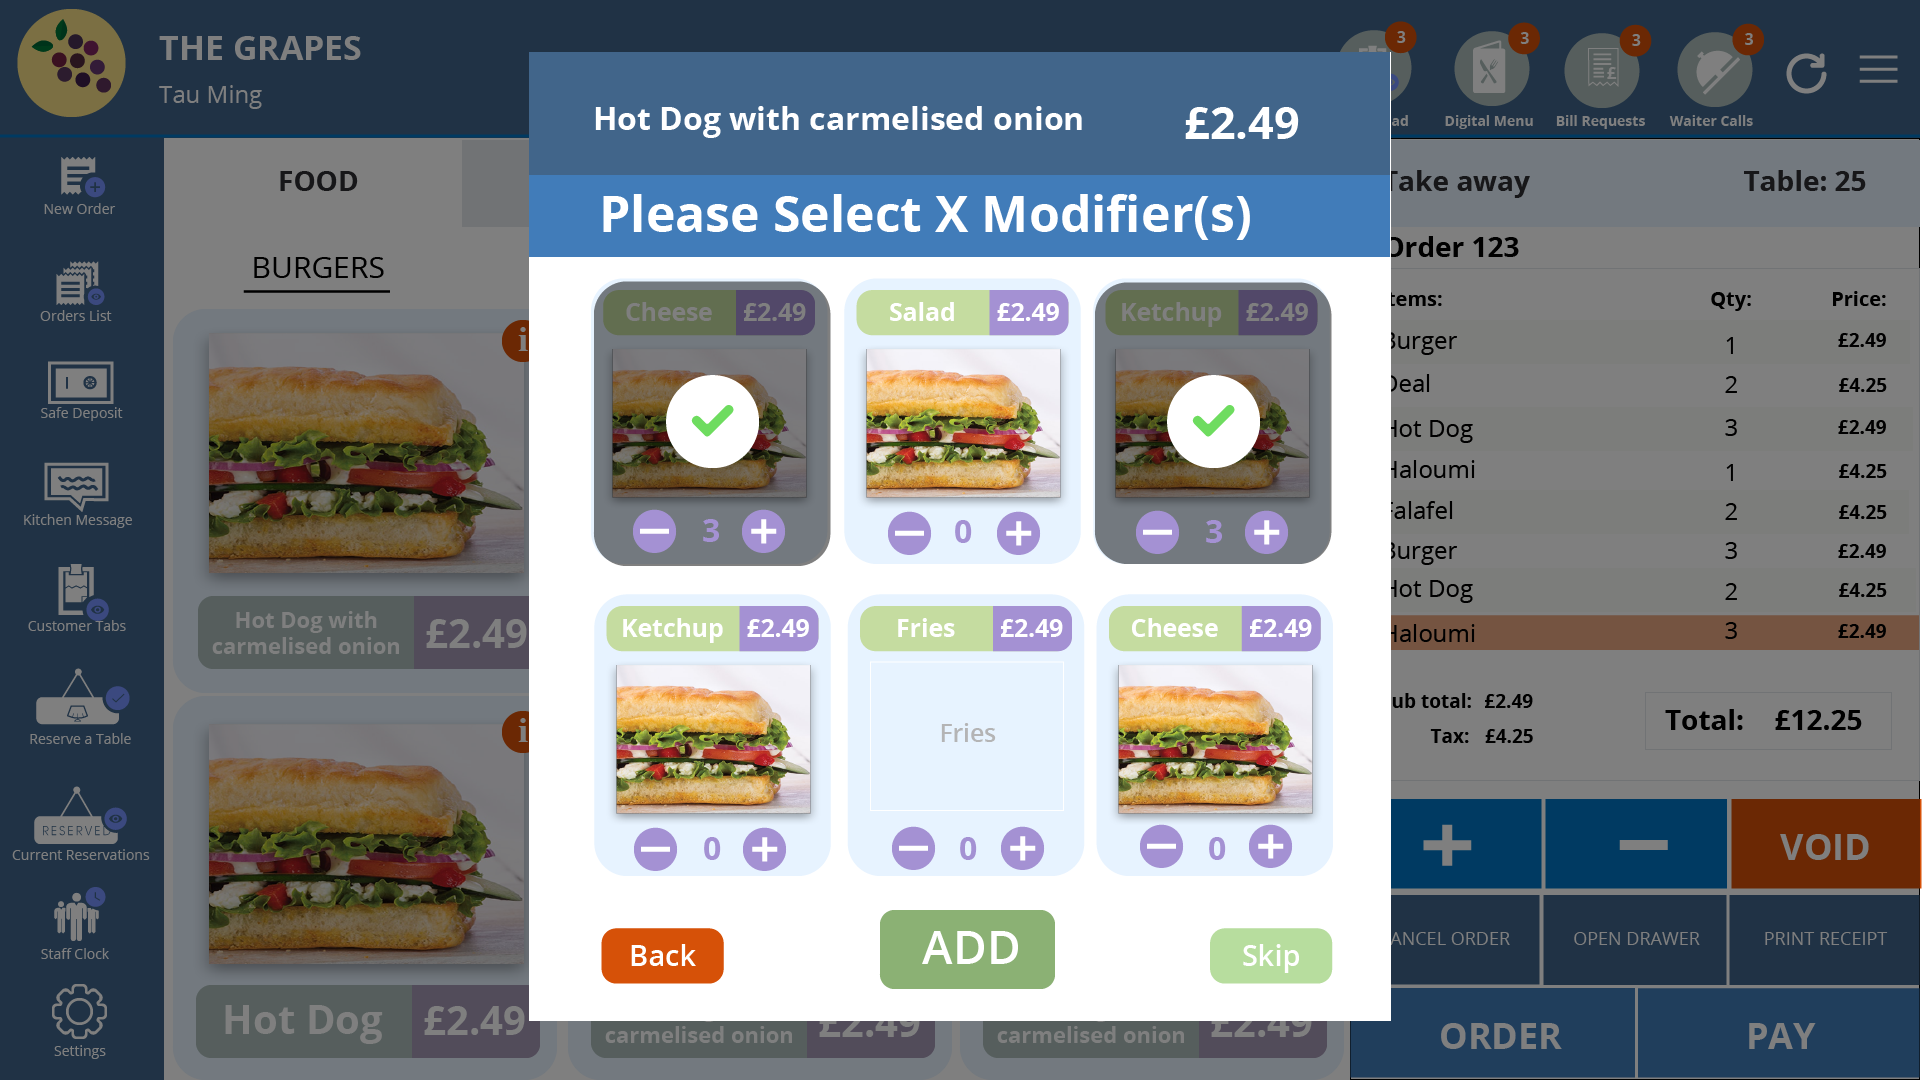 THE GRAPES
Tau Ming
3
3
3
3
Digital Menu
Bill Requests
Waiter Calls
New Order
Orders List
Safe Deposit
Kitchen Message
Customer Tabs
Reserve a Table
RESERVED
Current Reservations
Staff Clock
Settings
FOOD
BURGERS
i
Hot Dog with
carmelised onion
£2.49
i
Hot Dog
£2.49
carmelised onion
£2.49
carmelised onion
£2.49
Hot Dog with carmelised onion
£2.49
Please Select X Modifier(s)
Cheese £2.49
Salad £2.49
Ketchup £2.49
3
0
3
Ketchup £2.49
Fries £2.49
Cheese £2.49
Fries
0
0
0
Back
ADD
Skip
Take away
Table: 25
Order 123
Items: Qty: Price:
Burger 1 £2.49
Deal 2 £4.25
Hot Dog 3 £2.49
Haloumi 1 £4.25
Falafel 2 £4.25
Burger 3 £2.49
Hot Dog 2 £4.25
Haloumi 3 £2.49
ub total: £2.49
Tax: £4.25
Total: £12.25
VOID
ANCEL ORDER
OPEN DRAWER
PRINT RECEIPT
ORDER
PAY